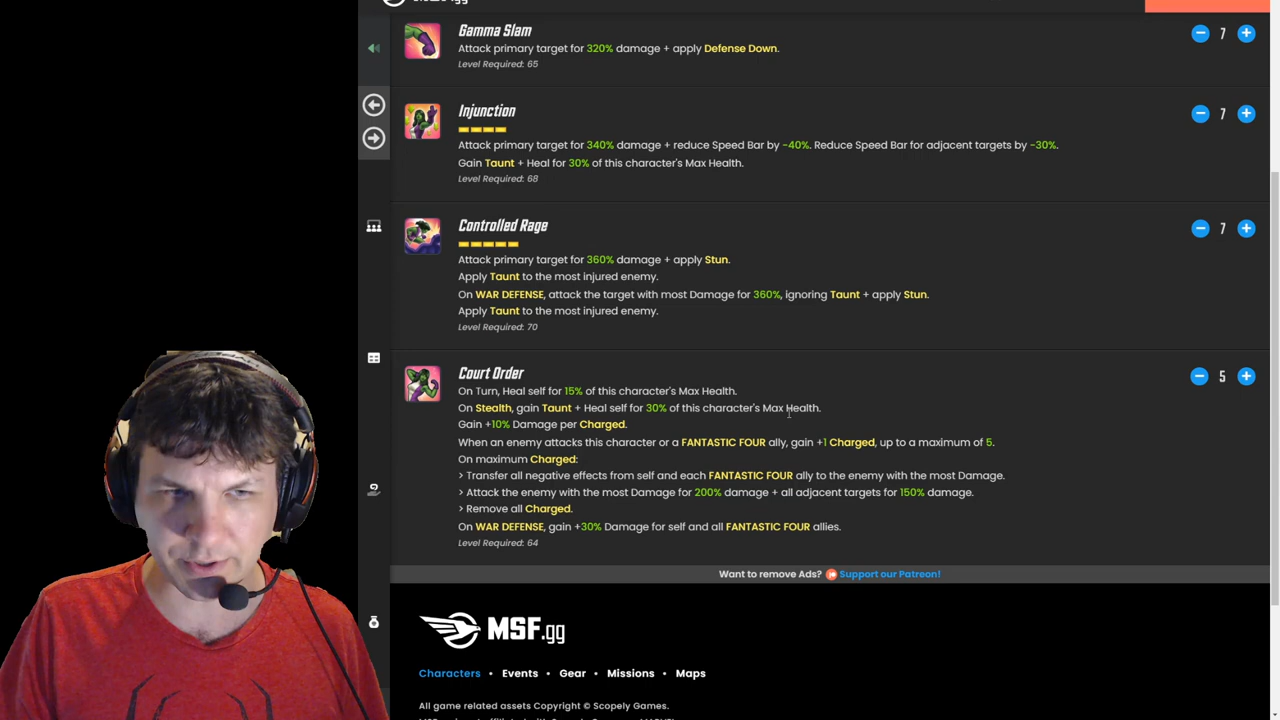 Gamma Slam
Attack primary target for 320% damage + apply Defense Down.
Level Required: 65
7
Injunction
Attack primary target for 340% damage + reduce Speed Bar by -40%. Reduce Speed Bar for adjacent targets by -30%.
Gain Taunt + Heal for 30% of this character's Max Health.
Level Required: 68
7
Controlled Rage
Attack primary target for 360% damage + apply Stun.
Apply Taunt to the most injured enemy.
On WAR DEFENSE, attack the target with most Damage for 360%, ignoring Taunt + apply Stun.
Apply Taunt to the most injured enemy.
Level Required: 70
7
Court Order
On Turn, Heal self for 15% of this character's Max Health.
On Stealth, gain Taunt + Heal self for 30% of this character's Max Health.
Gain +10% Damage per Charged.
When an enemy attacks this character or a FANTASTIC FOUR ally, gain +1 Charged, up to a maximum of 5.
On maximum Charged:
> Transfer all negative effects from self and each FANTASTIC FOUR ally to the enemy with the most Damage.
> Attack the enemy with the most Damage for 200% damage + all adjacent targets for 150% damage.
> Remove all Charged.
On WAR DEFENSE, gain +30% Damage for self and all FANTASTIC FOUR allies.
Level Required: 64
5
Want to remove Ads? Support our Patreon!
MSF.gg
Characters • Events • Gear • Missions • Maps
All game related assets Copyright © Scopely Games.